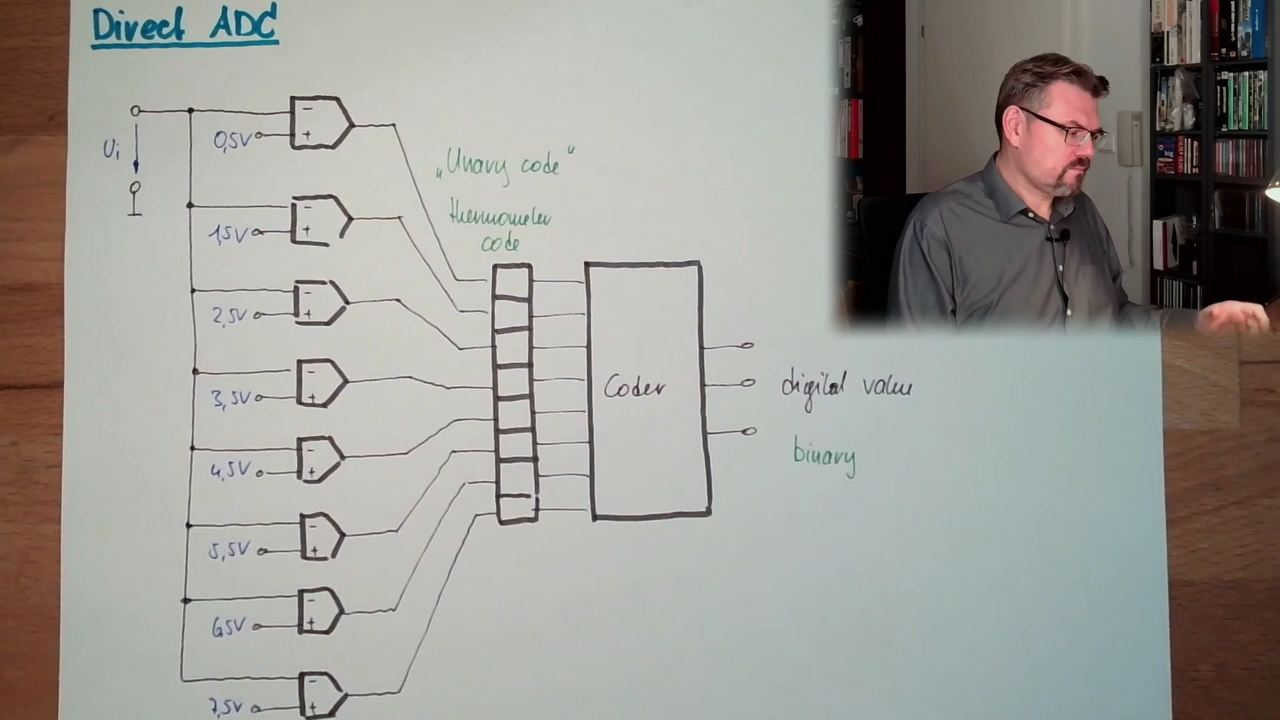 Direct ADC
Ui
-
+
0,5V
-
+
1,5V
-
+
2,5V
-
+
3,5V
-
+
4,5V
-
+
5,5V
-
+
6,5V
-
+
7,5V
„Unary code“
thermometer
code
Coder
digital value
binary